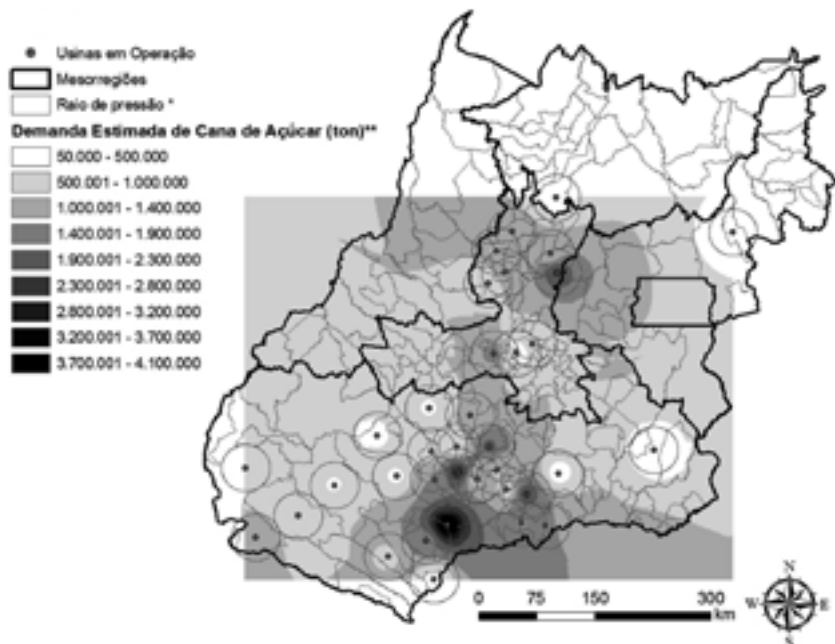 Usinas em Operação
Mesorregiões
Raio de pressão *
Demanda Estimada de Cana de Açúcar (ton)**
50.000 - 500.000
500.001 - 1.000.000
1.000.001 - 1.400.000
1.400.001 - 1.900.000
1.900.001 - 2.300.000
2.300.001 - 2.800.000
2.800.001 - 3.200.000
3.200.001 - 3.700.000
3.700.001 - 4.100.000
N
W E
S
0 75 150 300
km